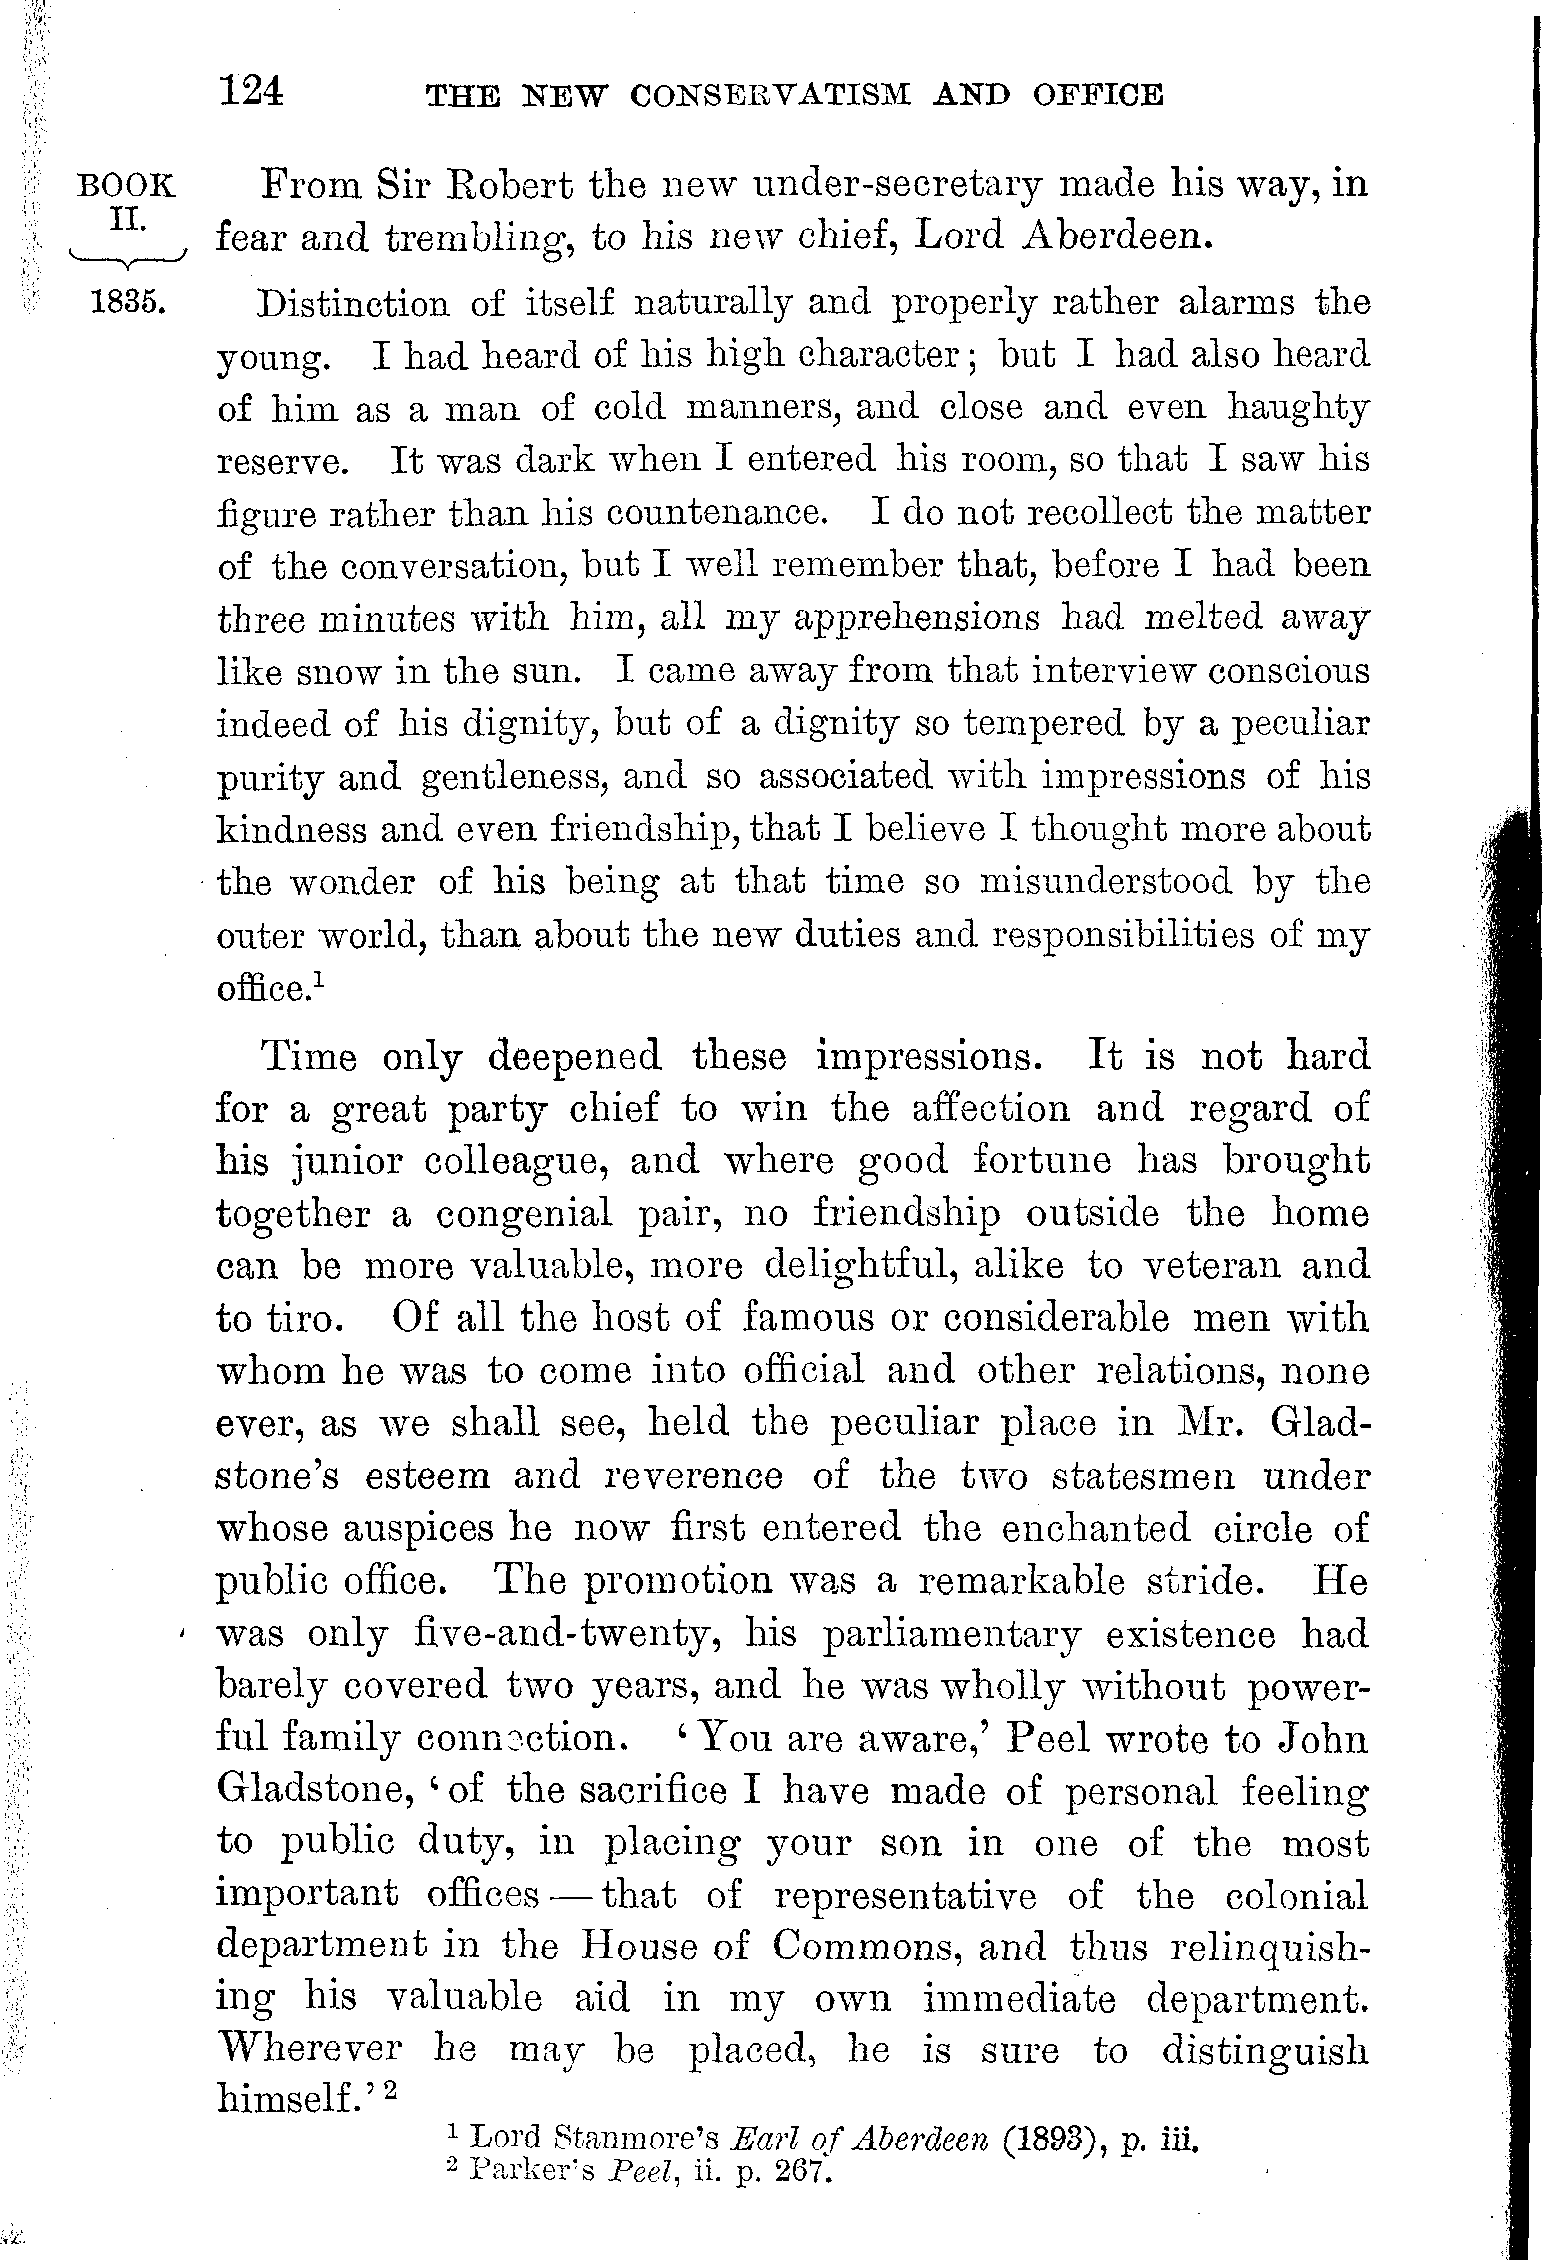 124 THE NEW CONSERVATISM AND OFFICE
BOOK
II.
1835.
From Sir Robert the new under-secretary made his way, in
fear and trembling, to his new chief, Lord Aberdeen.
Distinction of itself naturally and properly rather alarms the
young. I had heard of his high character; but I had also heard
of him as a man of cold manners, and close and even haughty
reserve. It was dark when I entered his room, so that I saw his
figure rather than his countenance. I do not recollect the matter
of the conversation, but I well remember that, before I had been
three minutes with him, all my apprehensions had melted away
like snow in the sun. I came away from that interview conscious
indeed of his dignity, but of a dignity so tempered by a peculiar
purity and gentleness, and so associated with impressions of his
kindness and even friendship, that I believe I thought more about
the wonder of his being at that time so misunderstood by the
outer world, than about the new duties and responsibilities of my
office.¹
Time only deepened these impressions. It is not hard
for a great party chief to win the affection and regard of
his junior colleague, and where good fortune has brought
together a congenial pair, no friendship outside the home
can be more valuable, more delightful, alike to veteran and
to tiro. Of all the host of famous or considerable men with
whom he was to come into official and other relations, none
ever, as we shall see, held the peculiar place in Mr. Glad-
stone's esteem and reverence of the two statesmen under
whose auspices he now first entered the enchanted circle of
public office. The promotion was a remarkable stride. He
was only five-and-twenty, his parliamentary existence had
barely covered two years, and he was wholly without power-
ful family connection. ‘You are aware,’ Peel wrote to John
Gladstone, ‘of the sacrifice I have made of personal feeling
to public duty, in placing your son in one of the most
important offices — that of representative of the colonial
department in the House of Commons, and thus relinquish-
ing his valuable aid in my own immediate department.
Wherever he may be placed, he is sure to distinguish
himself.’ ²
¹ Lord Stanmore's Earl of Aberdeen (1893), p. iii.
² Parker's Peel, ii. p. 267.